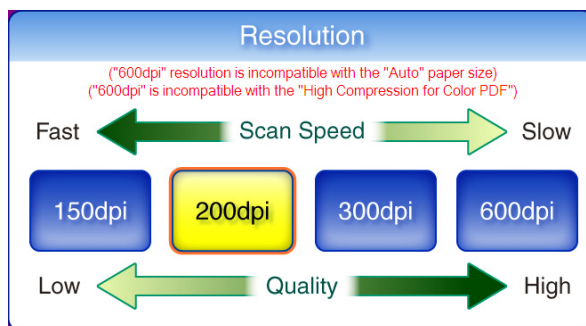 Resolution
("600dpi" resolution is incompatible with the "Auto" paper size)
("600dpi" is incompatible with the "High Compression for Color PDF")
Fast Scan Speed Slow
150dpi 200dpi 300dpi 600dpi
Low Quality High